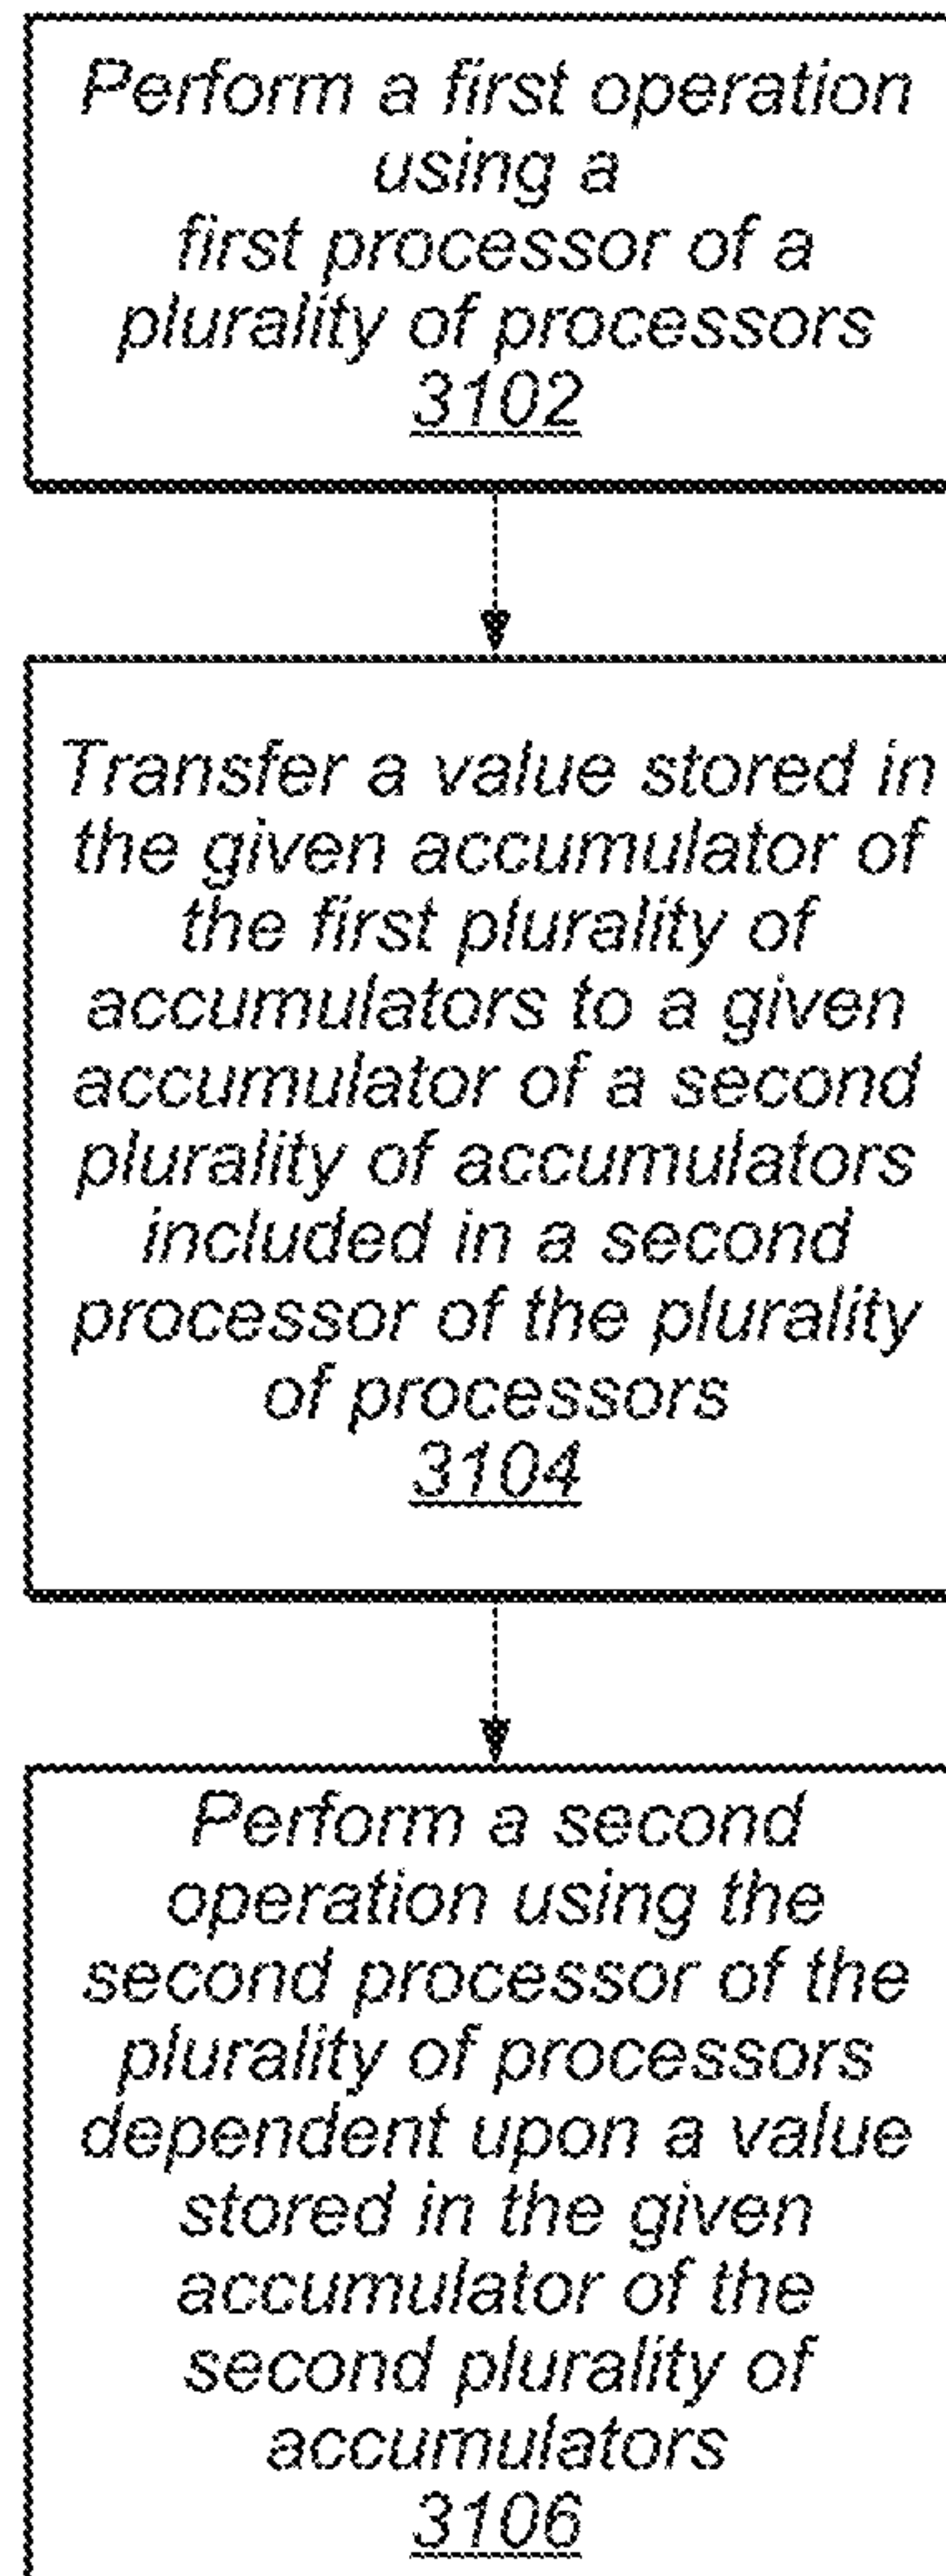 Perform a first operation
using a
first processor of a
plurality of processors
3102
Transfer a value stored in
the given accumulator of
the first plurality of
accumulators to a given
accumulator of a second
plurality of accumulators
included in a second
processor of the plurality
of processors
3104
Perform a second
operation using the
second processor of the
plurality of processors
dependent upon a value
stored in the given
accumulator of the
second plurality of
accumulators
3106